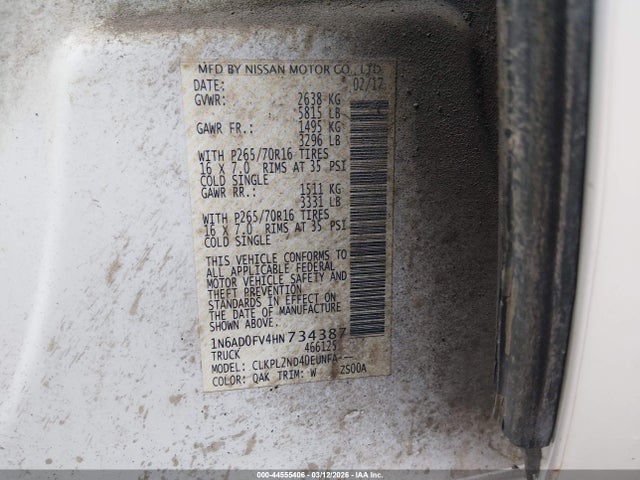 MFD BY NISSAN MOTOR CO., LTD.
DATE: 02/17
GVWR: 2638 KG
5815 LB
GAWR FR.: 1495 KG
3296 LB
WITH P265/70R16 TIRES
16 X 7.0 RIMS AT 35 PSI
COLD SINGLE
GAWR RR.: 1511 KG
3331 LB
WITH P265/70R16 TIRES
16 X 7.0 RIMS AT 35 PSI
COLD SINGLE
THIS VEHICLE CONFORMS TO
ALL APPLICABLE FEDERAL
MOTOR VEHICLE SAFETY AND
THEFT PREVENTION
STANDARDS IN EFFECT ON
THE DATE OF MANUFACTURE
SHOWN ABOVE.
1N6AD0FV4HN734387
TRUCK 466125
MODEL: CLKPL2ND40EUNFA---
COLOR: QAK TRIM: W ZS00A
000-44555406 - 03/12/2026 - IAA Inc.